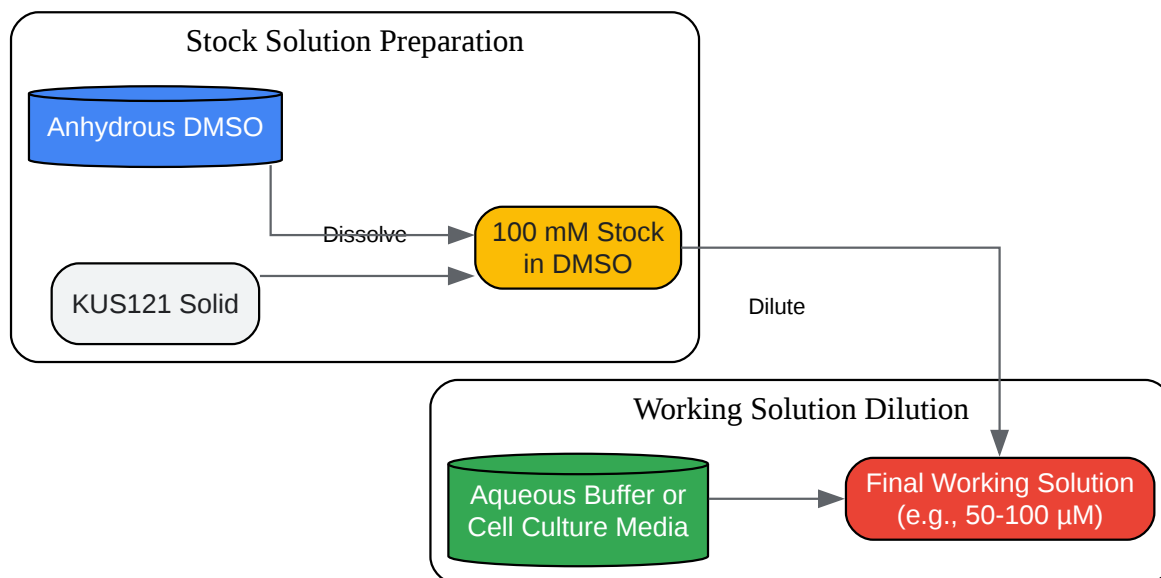 Stock Solution Preparation
Anhydrous DMSO
Dissolve
100 mM Stock
in DMSO
KUS121 Solid
Dilute
Working Solution Dilution
Aqueous Buffer or
Cell Culture Media
Final Working Solution
(e.g., 50-100 µM)